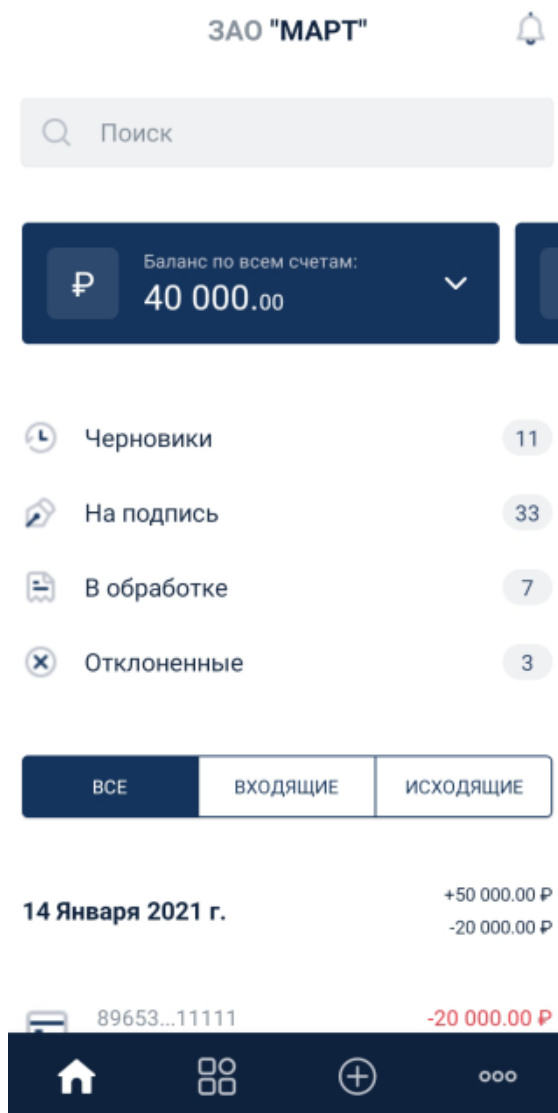 ЗАО "МАРТ"
Поиск
₽
Баланс по всем счетам:
40 000.00
Черновики 11
На подпись 33
В обработке 7
Отклоненные 3
ВСЕ ВХОДЯЩИЕ ИСХОДЯЩИЕ
+50 000.00 ₽
14 Января 2021 г.
-20 000.00 ₽
89653...11111 -20 000.00 ₽